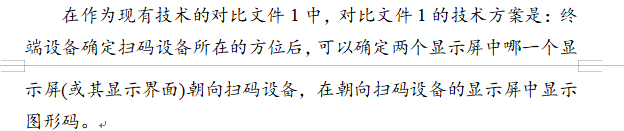 在作为现有技术的对比文件 1 中，对比文件 1 的技术方案是：终
端设备确定扫码设备所在的方位后，可以确定两个显示屏中哪一个显
示屏(或其显示界面)朝向扫码设备，在朝向扫码设备的显示屏中显示
图形码。